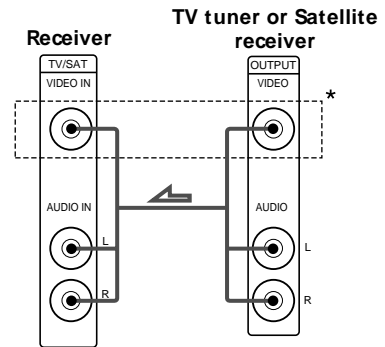 TV tuner or Satellite
receiver
Receiver
TV/SAT
VIDEO IN
OUTPUT
VIDEO
*
AUDIO IN
AUDIO
L
L
R
R